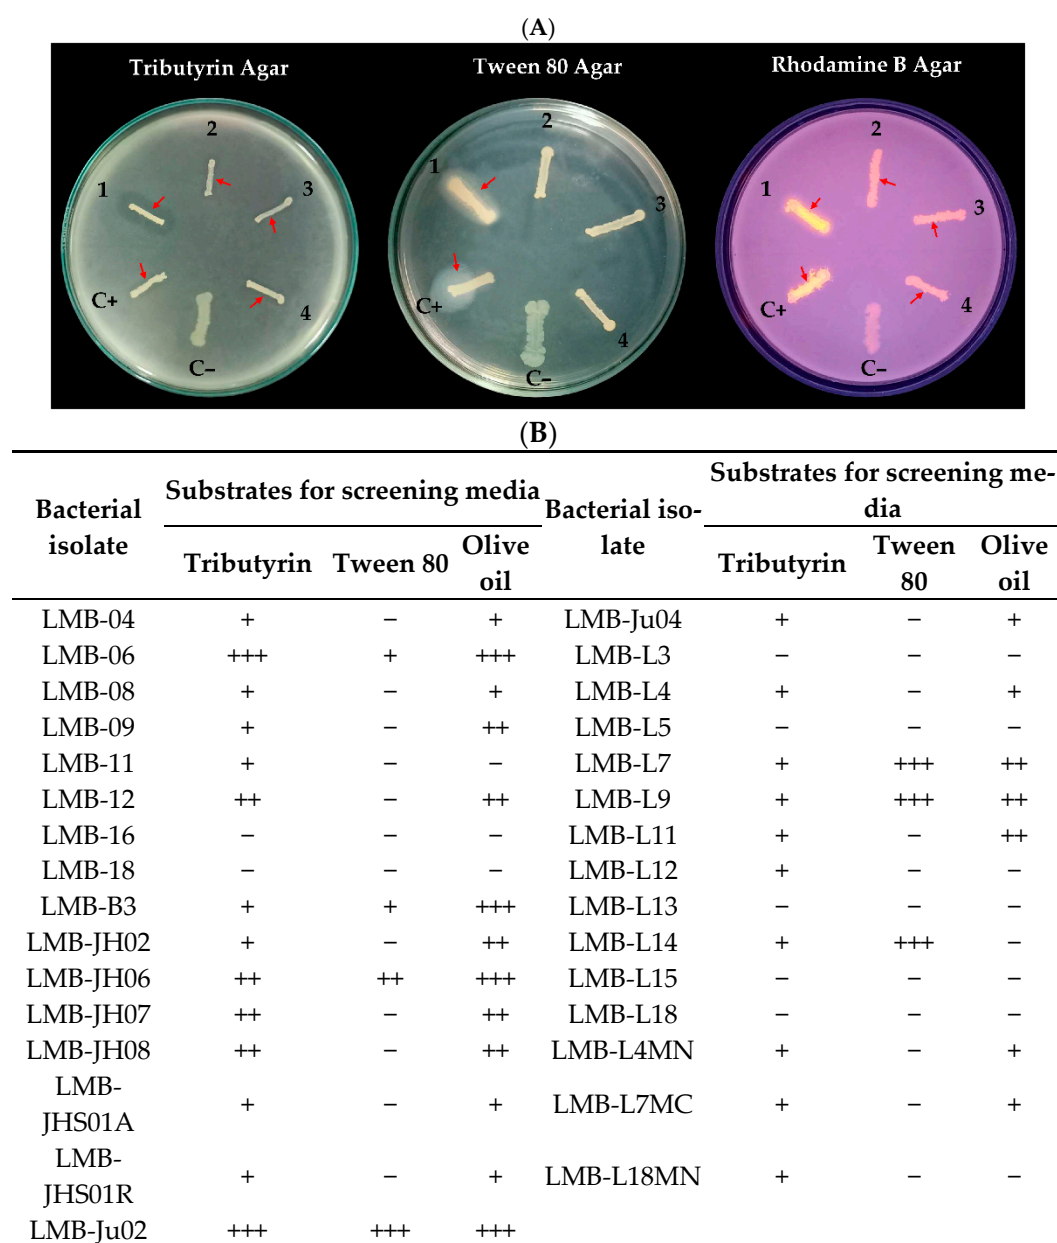 (A)
Tributyrin Agar Tween 80 Agar Rhodamine B Agar
1 2 3 4 C− C+
1 2 3 4 C− C+
1 2 3 4 C− C+
(B)
Bacterial isolate Substrates for screening media Bacterial iso-late Substrates for screening me-dia
Tributyrin Tween 80 Olive oil Tributyrin Tween 80 Olive oil
LMB-04 + − + LMB-Ju04 + − +
LMB-06 +++ + +++ LMB-L3 − − −
LMB-08 + − + LMB-L4 + − +
LMB-09 + − ++ LMB-L5 − − −
LMB-11 + − − LMB-L7 + +++ ++
LMB-12 ++ − ++ LMB-L9 + +++ ++
LMB-16 − − − LMB-L11 + − ++
LMB-18 − − − LMB-L12 + − −
LMB-B3 + + +++ LMB-L13 − − −
LMB-JH02 + − ++ LMB-L14 + +++ −
LMB-JH06 ++ ++ +++ LMB-L15 − − −
LMB-JH07 ++ − ++ LMB-L18 − − −
LMB-JH08 ++ − ++ LMB-L4MN + − +
LMB-JHS01A + − + LMB-L7MC + − +
LMB-JHS01R + − + LMB-L18MN + − −
LMB-Ju02 +++ +++ +++